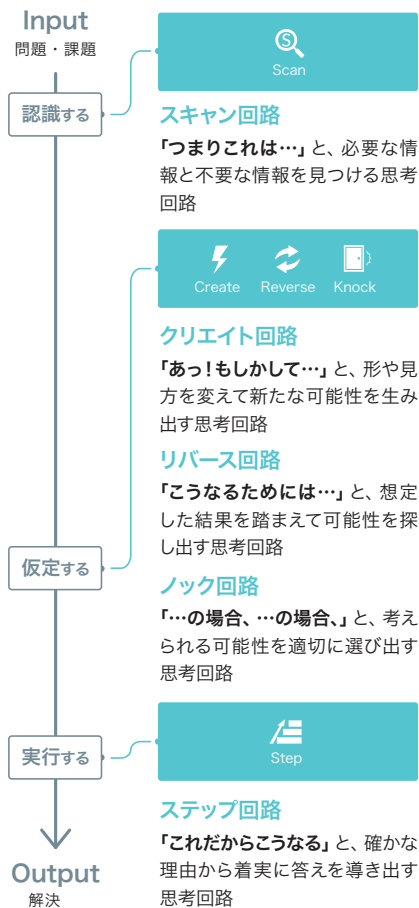 Input
問題・課題
認識する
Scan
スキャン回路
「つまりこれは…」と、必要な情
報と不要な情報を見つける思考
回路
Create Reverse Knock
クリエイト回路
「あっ!もしかして…」と、形や見
方を変えて新たな可能性を生み
出す思考回路
リバース回路
「こうなるためには…」と、想定
した結果を踏まえて可能性を探
し出す思考回路
仮定する
ノック回路
「…の場合、…の場合、」と、考え
られる可能性を適切に選び出す
思考回路
実行する
Step
ステップ回路
「これだからこうなる」と、確かな
理由から着実に答えを導き出す
思考回路
Output
解決